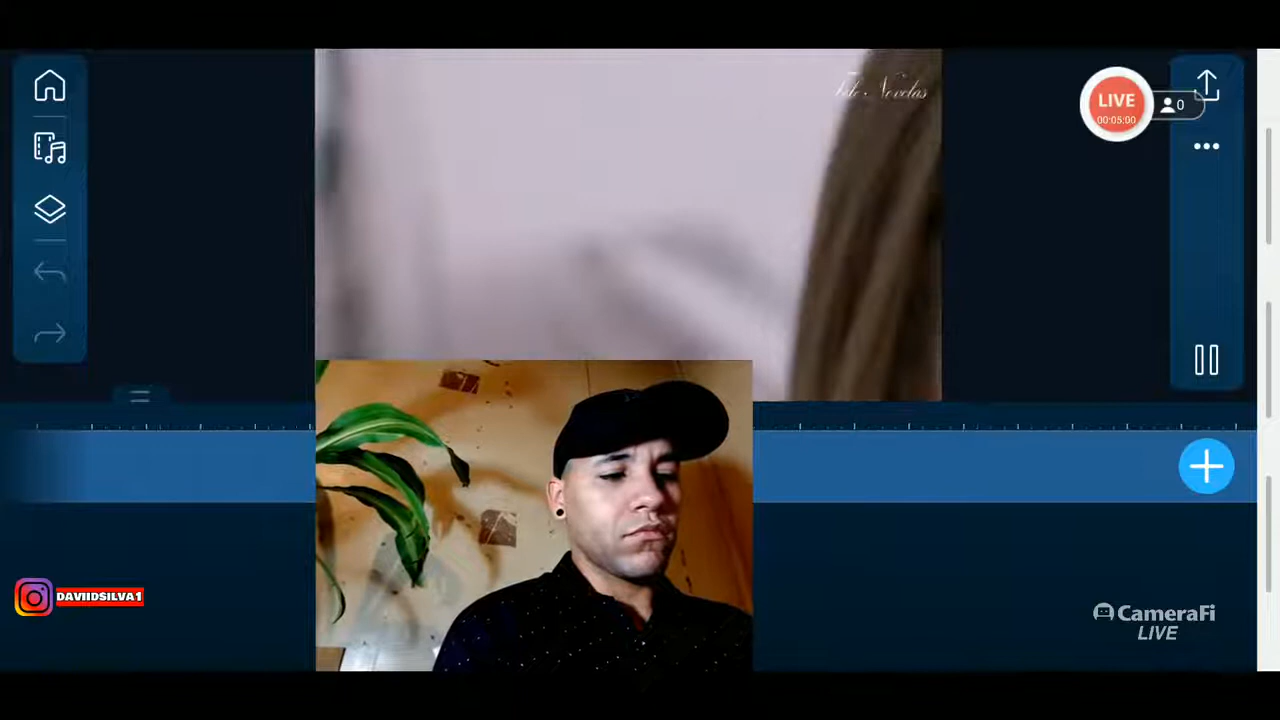 Tele Novelas
LIVE
00:05:00
0
DAVIIDSILVA1
CameraFi
LIVE